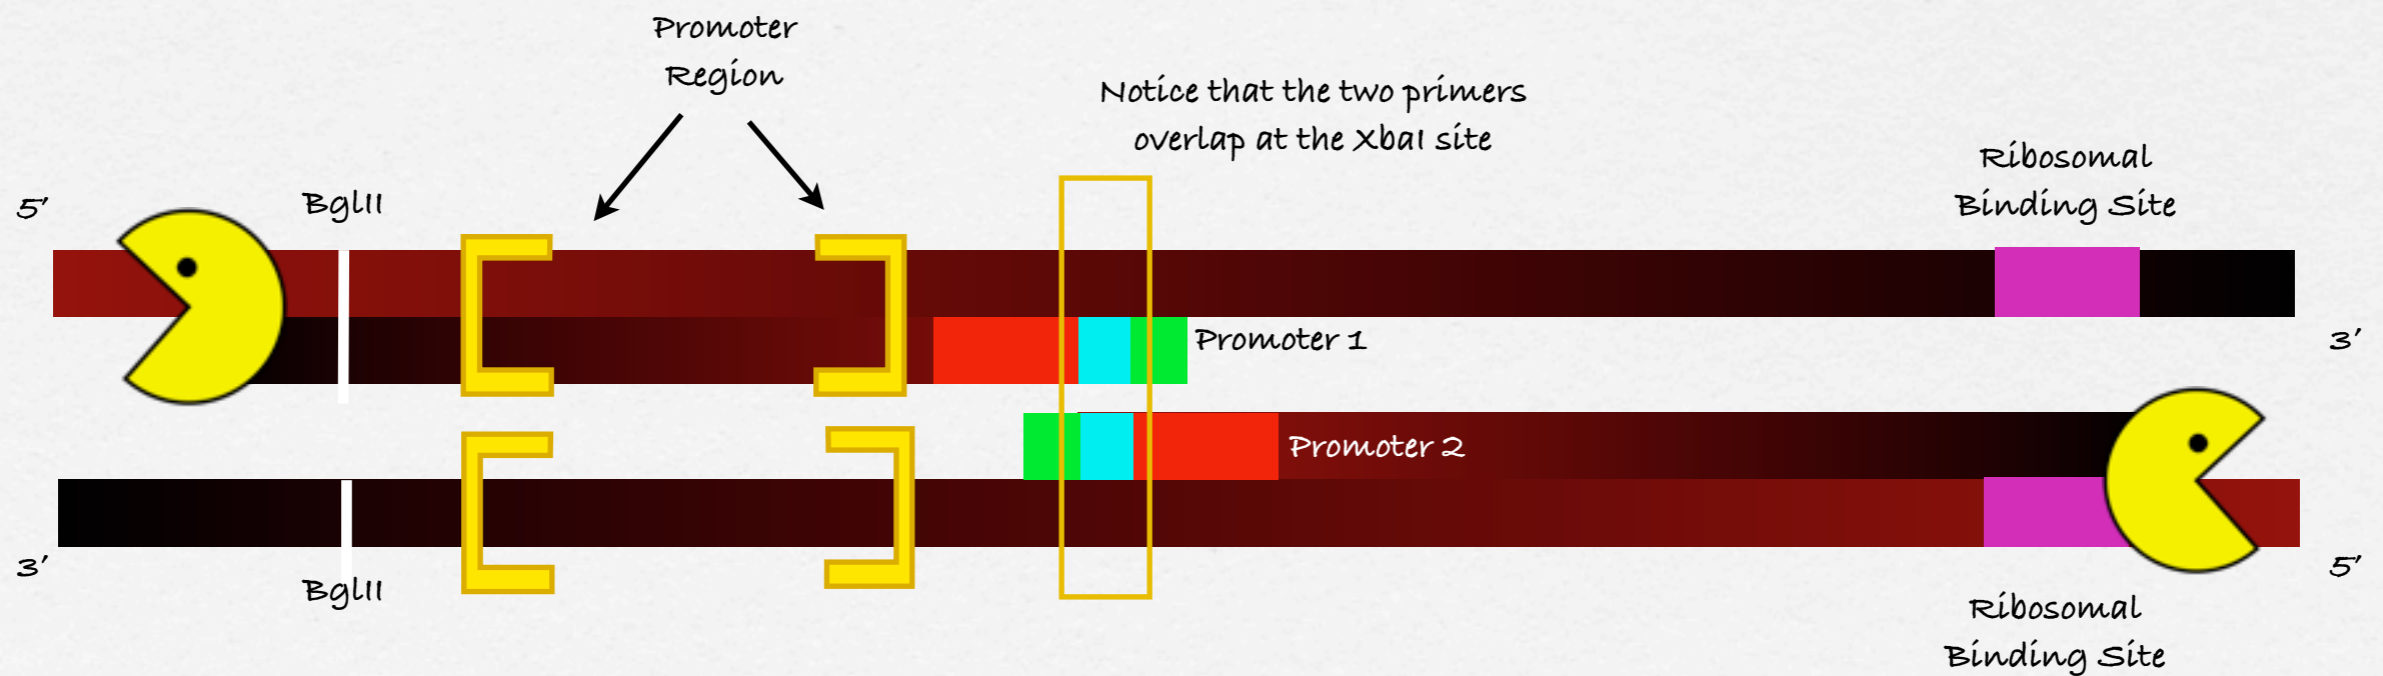 Promoter
Region
Notice that the two primers
overlap at the XbaI site
Ribosomal
Binding Site
5'
BglII
Promoter 1
3'
Promoter 2
3'
BglII
5'
Ribosomal
Binding Site